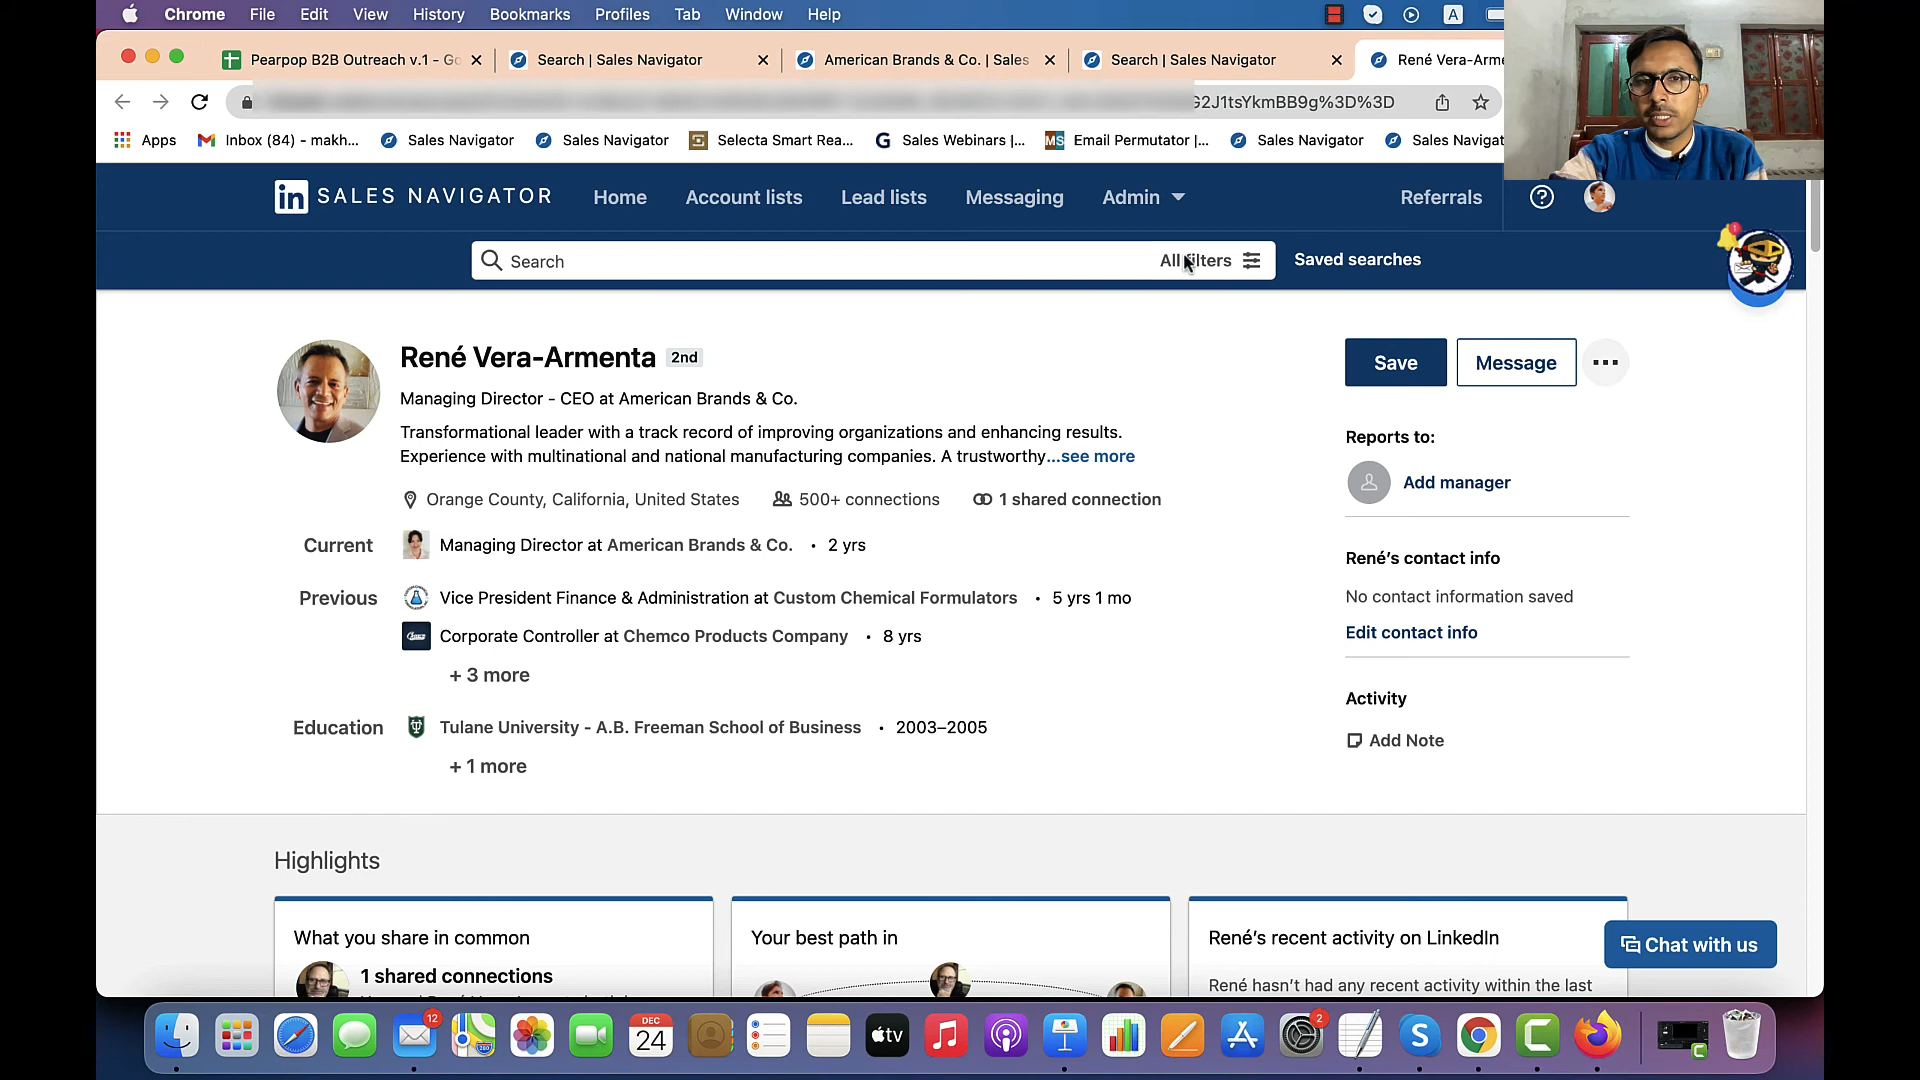 Chrome File Edit View History Bookmarks Profiles Tab Window Help A
Pearpop B2B Outreach v.1 - Go
Search | Sales Navigator
American Brands & Co. | Sales
Search | Sales Navigator
René Vera-Arme
G2J1tsYkmBB9g%3D%3D
Apps
Inbox (84) - makh...
Sales Navigator
Sales Navigator
Selecta Smart Rea...
G Sales Webinars |...
MS Email Permutator |...
Sales Navigator
Sales Navigat
in SALES NAVIGATOR
Home
Account lists
Lead lists
Messaging
Admin
Referrals
?
1
Search
All filters
Saved searches
René Vera-Armenta 2nd
Managing Director - CEO at American Brands & Co.
Transformational leader with a track record of improving organizations and enhancing results.
Experience with multinational and national manufacturing companies. A trustworthy...see more
Orange County, California, United States
500+ connections
1 shared connection
Current
Managing Director at American Brands & Co. • 2 yrs
Previous
Vice President Finance & Administration at Custom Chemical Formulators • 5 yrs 1 mo
Corporate Controller at Chemco Products Company • 8 yrs
+ 3 more
Education
Tulane University - A.B. Freeman School of Business • 2003–2005
+ 1 more
Save
Message
Reports to:
Add manager
René's contact info
No contact information saved
Edit contact info
Activity
Add Note
Highlights
What you share in common
1 shared connections
Your best path in
René's recent activity on LinkedIn
René hasn't had any recent activity within the last
Chat with us
12
DEC
24
tv
2